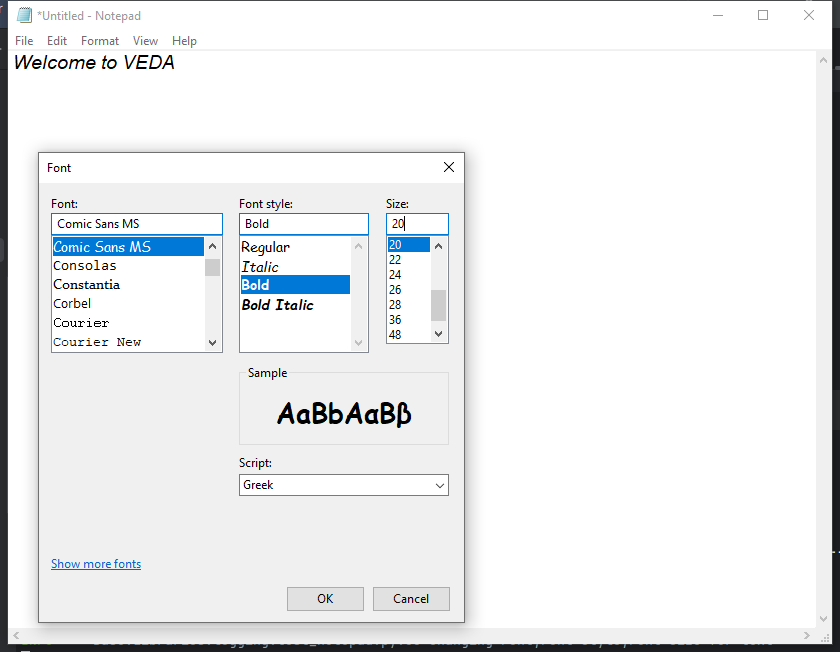 *Untitled - Notepad
File Edit Format View Help
Welcome to VEDA
Font
Font: Font style: Size:
Comic Sans MS Bold 20
Comic Sans MS Regular 20
Consolas Italic 22
Constantia Bold 24
Corbel Bold Italic 26
Courier 28
Courier New 36
48
Sample
AaBbΑαΒβ
Script:
Greek
Show more fonts
OK Cancel